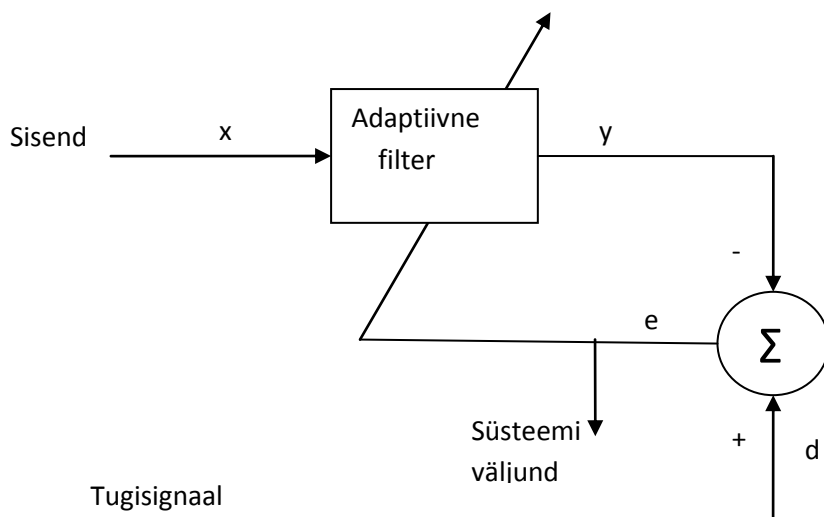 Sisend
x
Adaptiivne
filter
y
-
e
Σ
Süsteemi
väljund
+
d
Tugisignaal